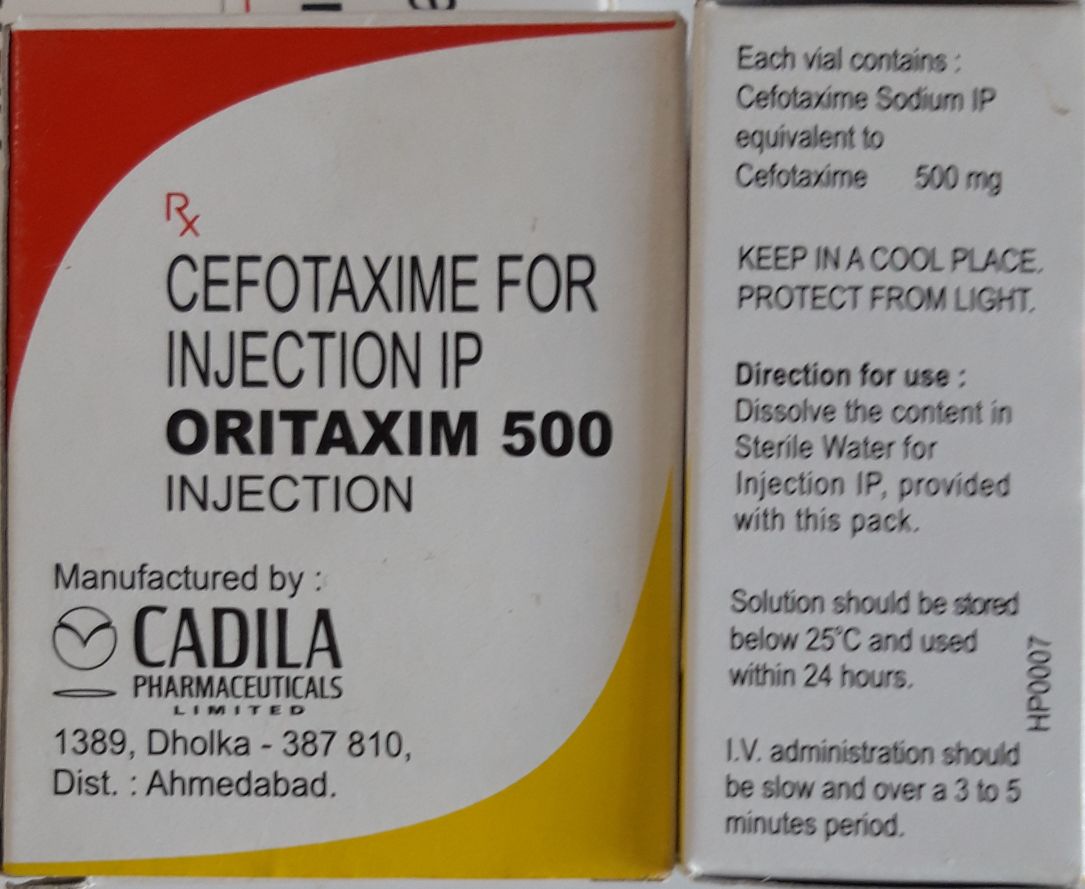 Rx
CEFOTAXIME FOR
INJECTION IP
ORITAXIM 500
INJECTION
Manufactured by :
CADILA
PHARMACEUTICALS
LIMITED
1389, Dholka - 387 810,
Dist. : Ahmedabad.
Each vial contains :
Cefotaxime Sodium IP
equivalent to
Cefotaxime 500 mg
KEEP IN A COOL PLACE.
PROTECT FROM LIGHT.
Direction for use :
Dissolve the content in
Sterile Water for
Injection IP, provided
with this pack.
Solution should be stored
below 25°C and used
within 24 hours.
HP0007
I.V. administration should
be slow and over a 3 to 5
minutes period.